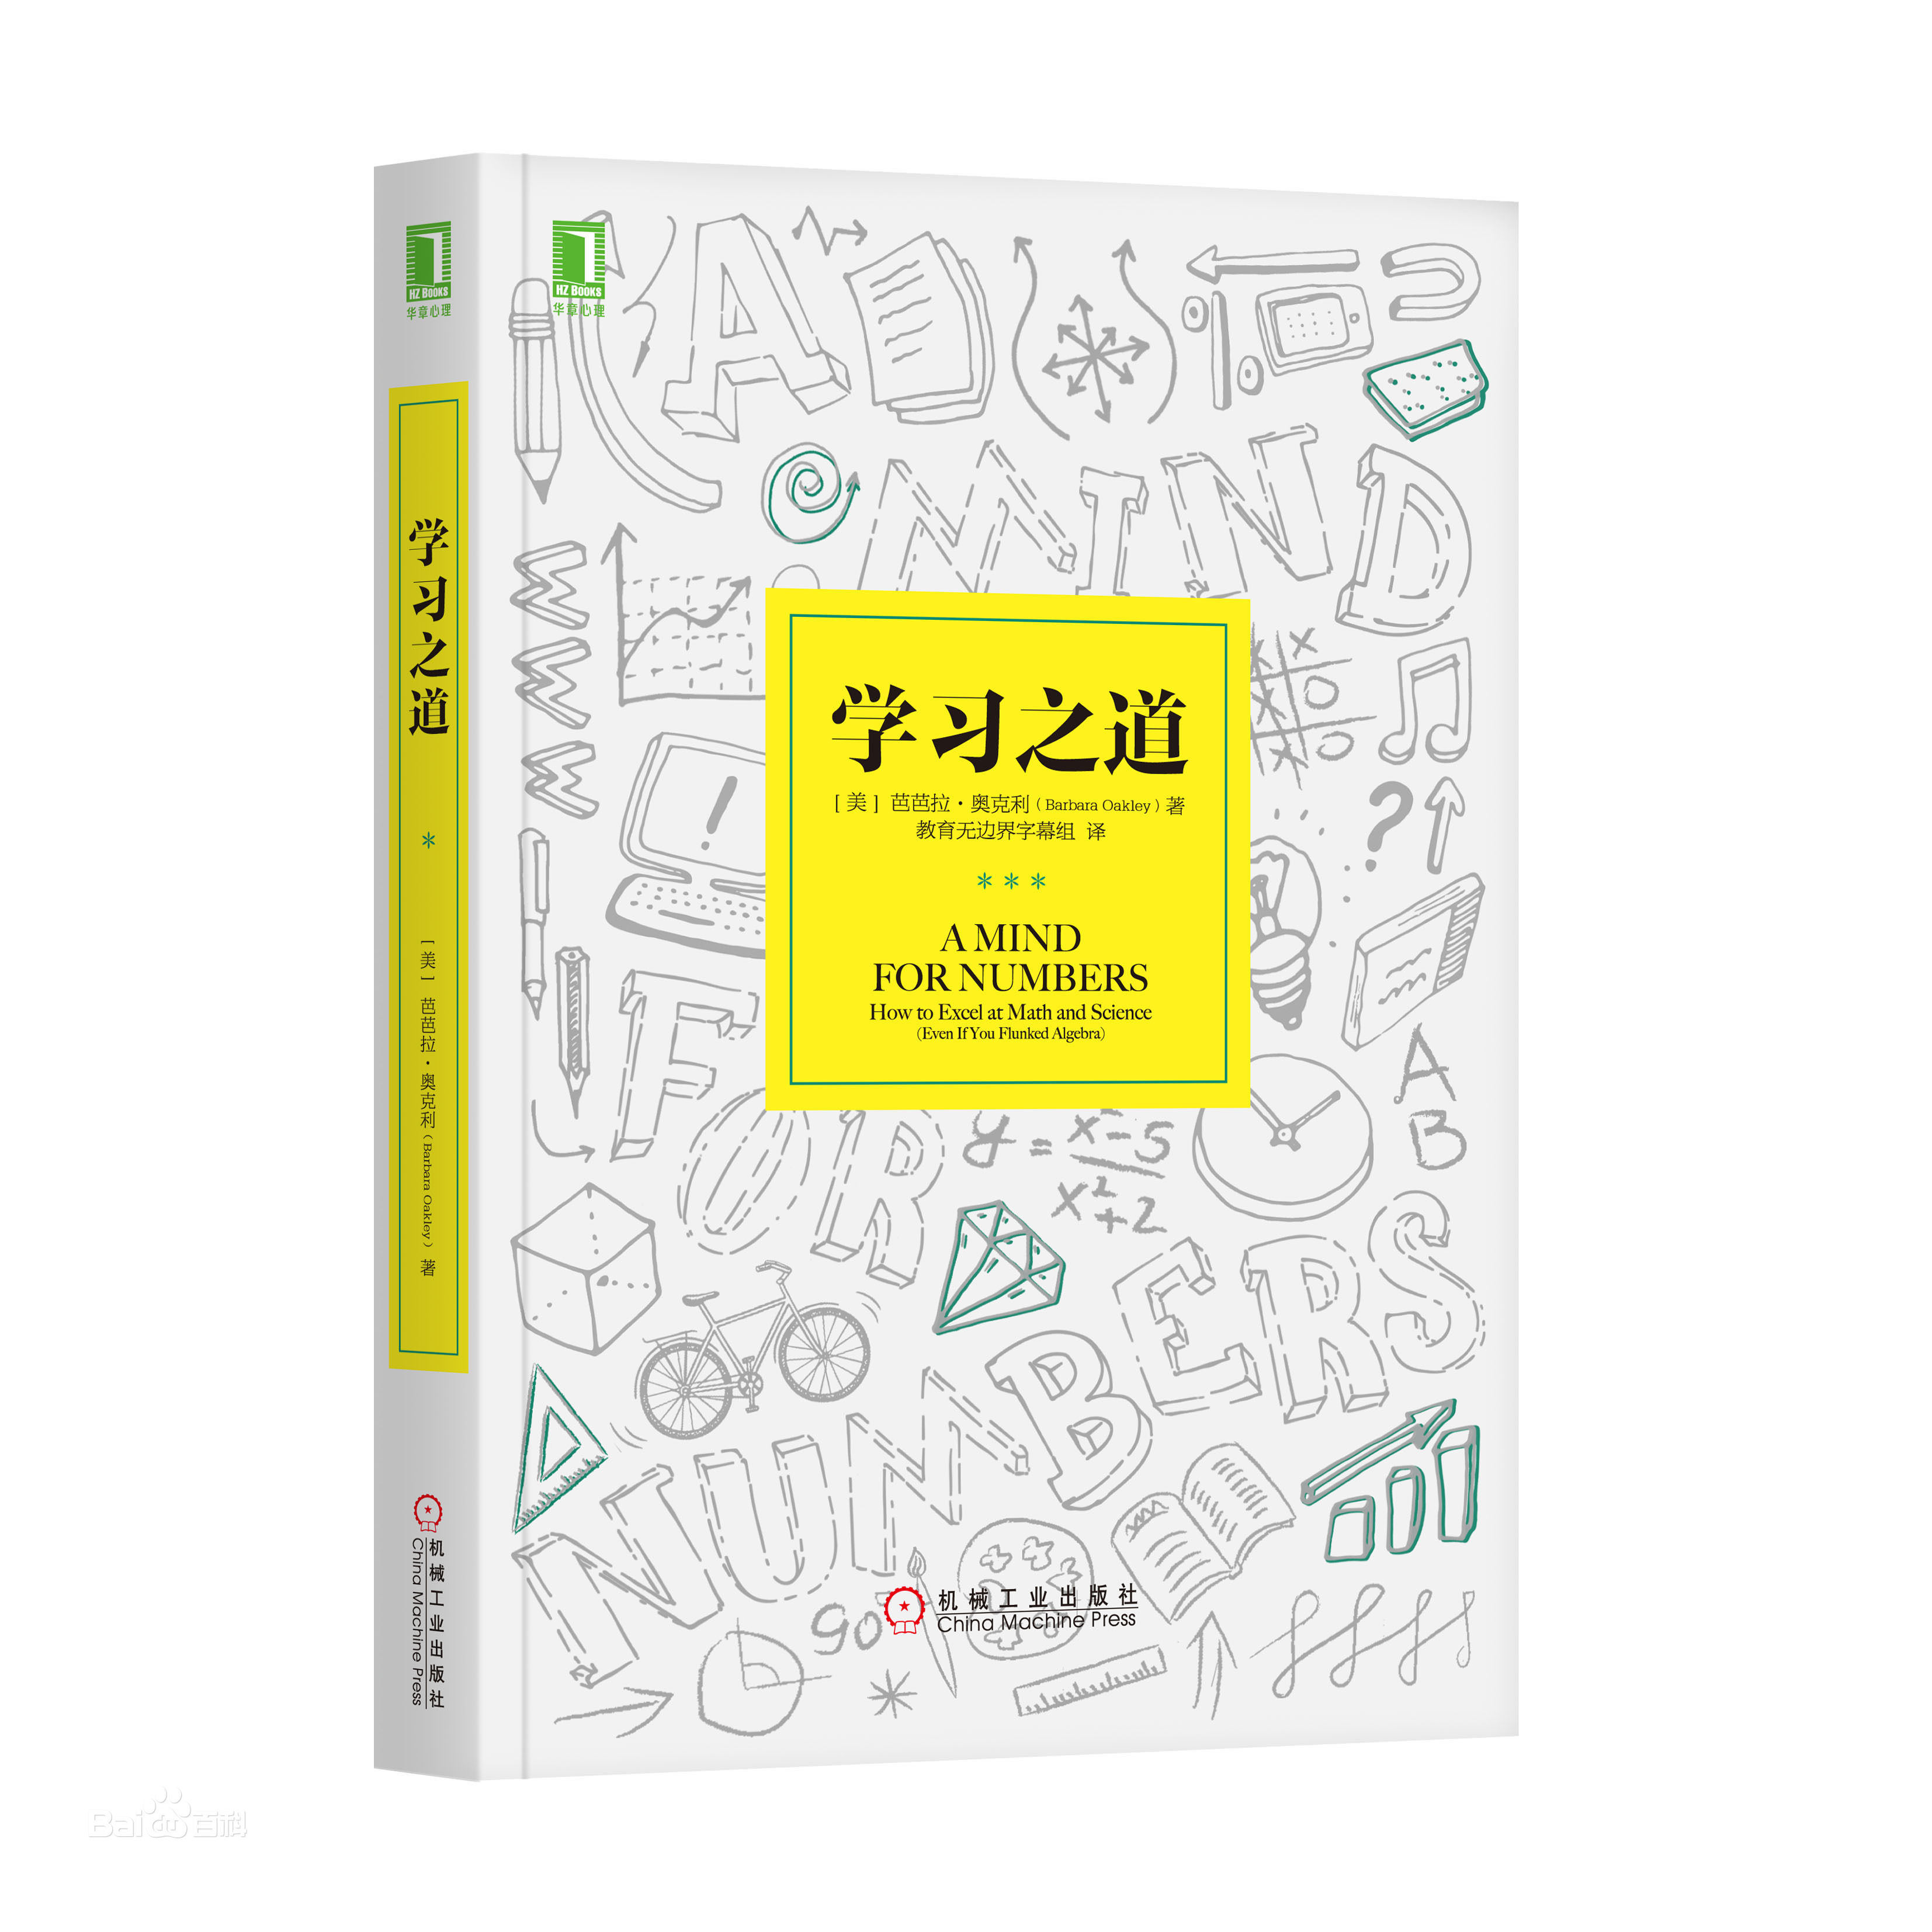 HZ BOOKS
华章心理
学习之道
*
[美] 芭芭拉·奥克利(Barbara Oakley) 著
机械工业出版社
China Machine Press
HZ BOOKS
华章心理
A
MIND
学习之道
[美] 芭芭拉·奥克利(Barbara Oakley)著
教育无边界字幕组 译
***
A MIND
FOR NUMBERS
How to Excel at Math and Science
(Even If You Flunked Algebra)
!
?
A
B
FOR
y = x-5
x²+2
NUMBERS
90
机械工业出版社
China Machine Press
Bai百科